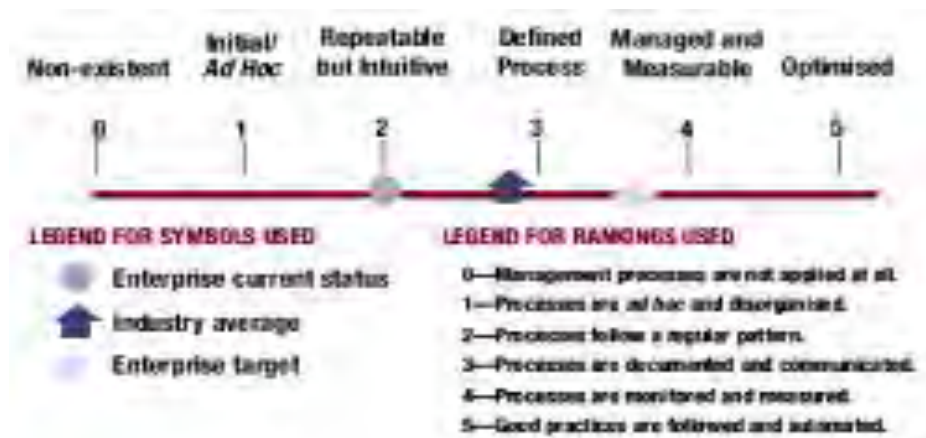 Non-existent
Initial/
Ad Hoc
Repeatable
but Intuitive
Defined
Process
Managed and
Measurable
Optimised
0
1
2
3
4
5
LEGEND FOR SYMBOLS USED
Enterprise current status
Industry average
Enterprise target
LEGEND FOR RANKINGS USED
0—Management processes are not applied at all.
1—Processes are ad hoc and disorganised.
2—Processes follow a regular pattern.
3—Processes are documented and communicated.
4—Processes are monitored and measured.
5—Good practices are followed and automated.